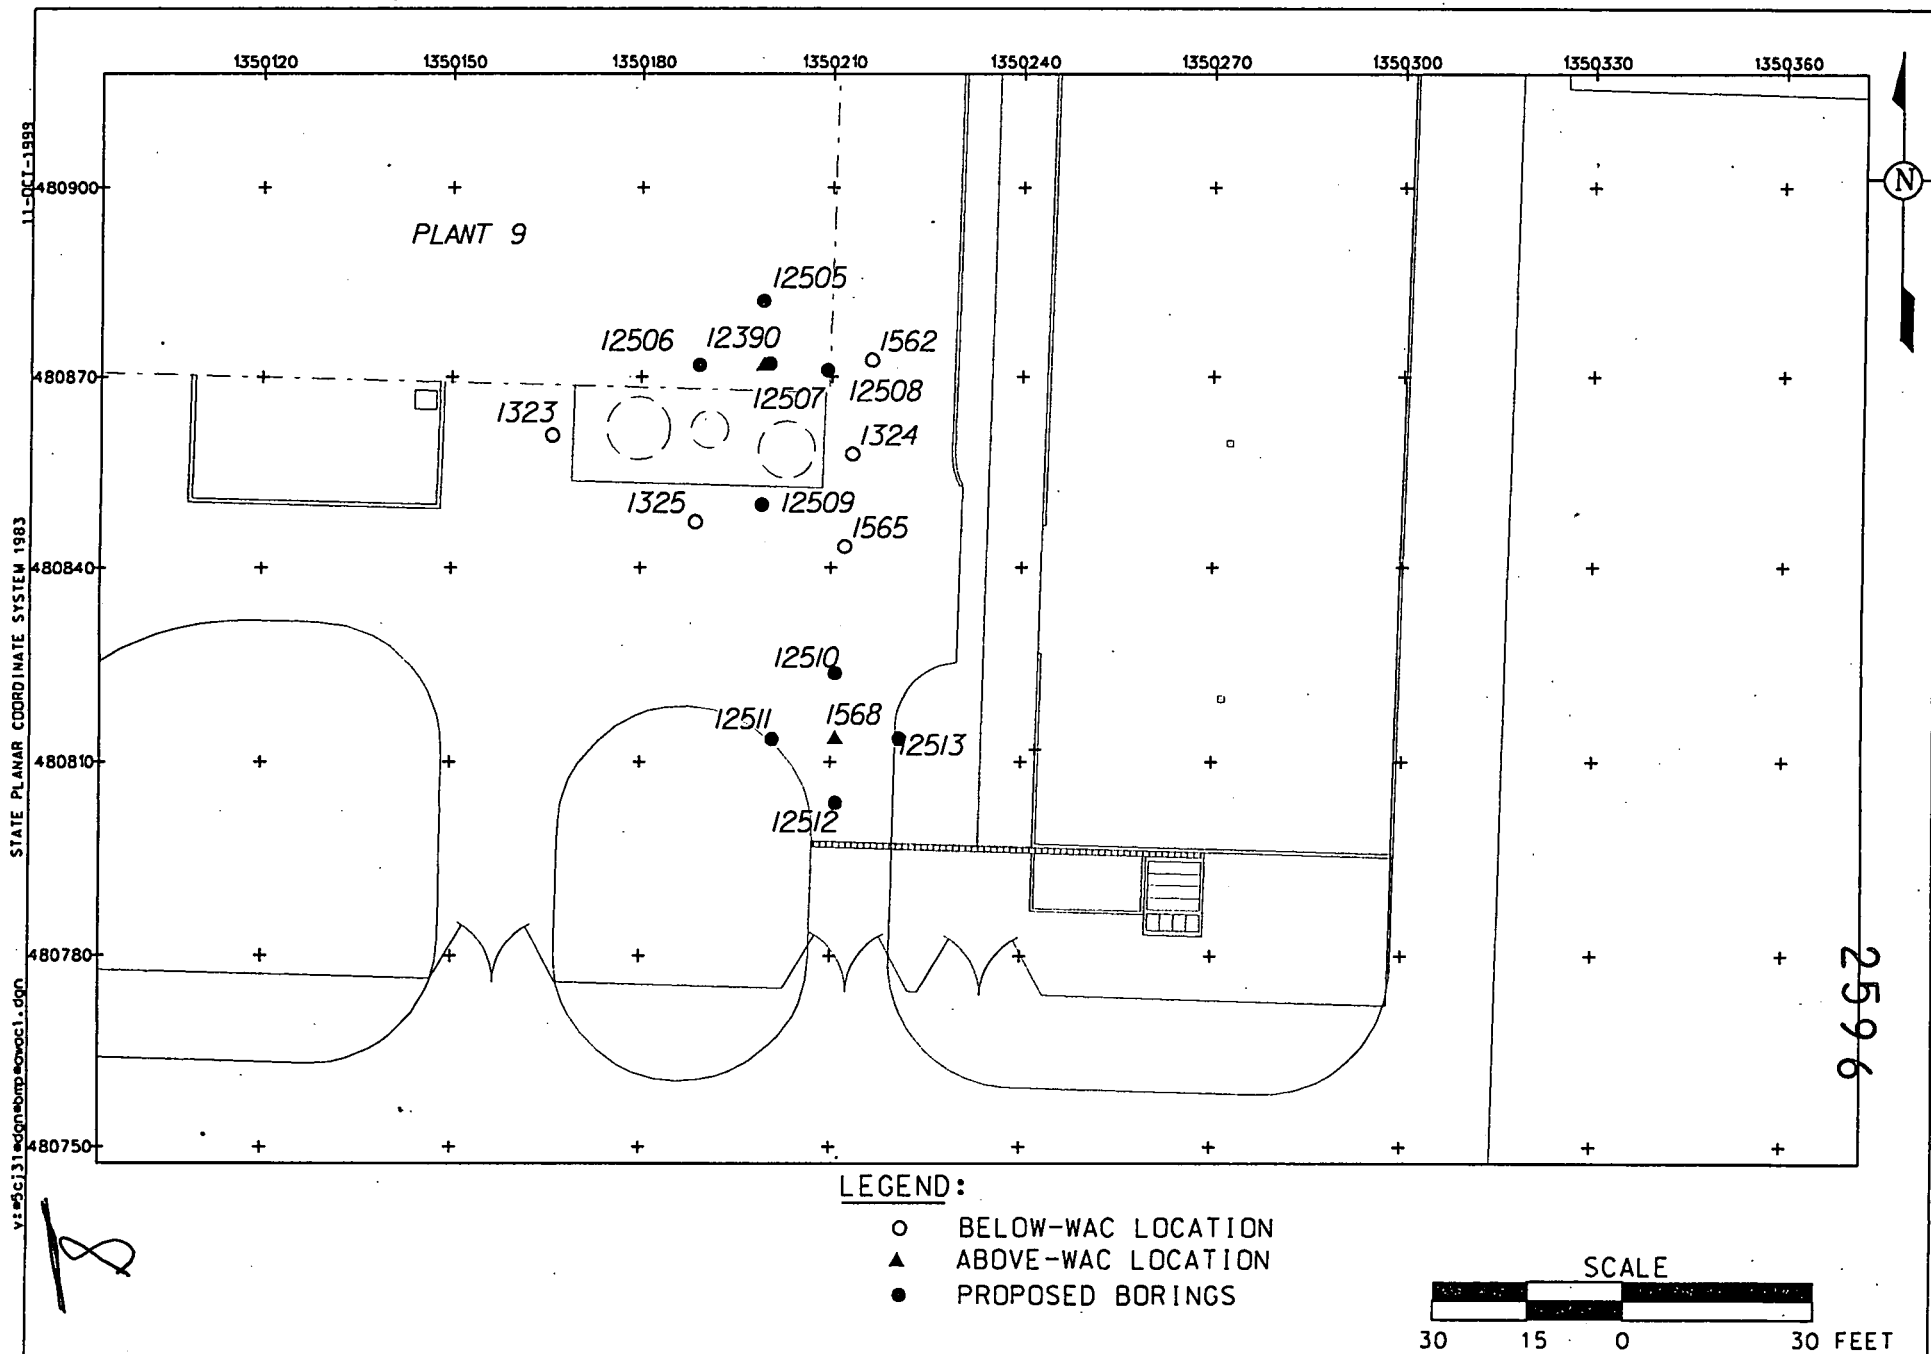 1350120 1350150 1350180 1350210 1350240 1350270 1350300 1350330 1350360
11-OCT-1999
480900
N
PLANT 9
12505
12506 12390 1562
480870
12507 12508
1323
1324
1325 12509
1565
STATE PLANAR COORDINATE SYSTEM 1983
480840
12510
12511 1568
12513
480810
12512
480780
2596
480750
LEGEND:
BELOW-WAC LOCATION
ABOVE-WAC LOCATION
PROPOSED BORINGS
SCALE
30 15 0 30 FEET